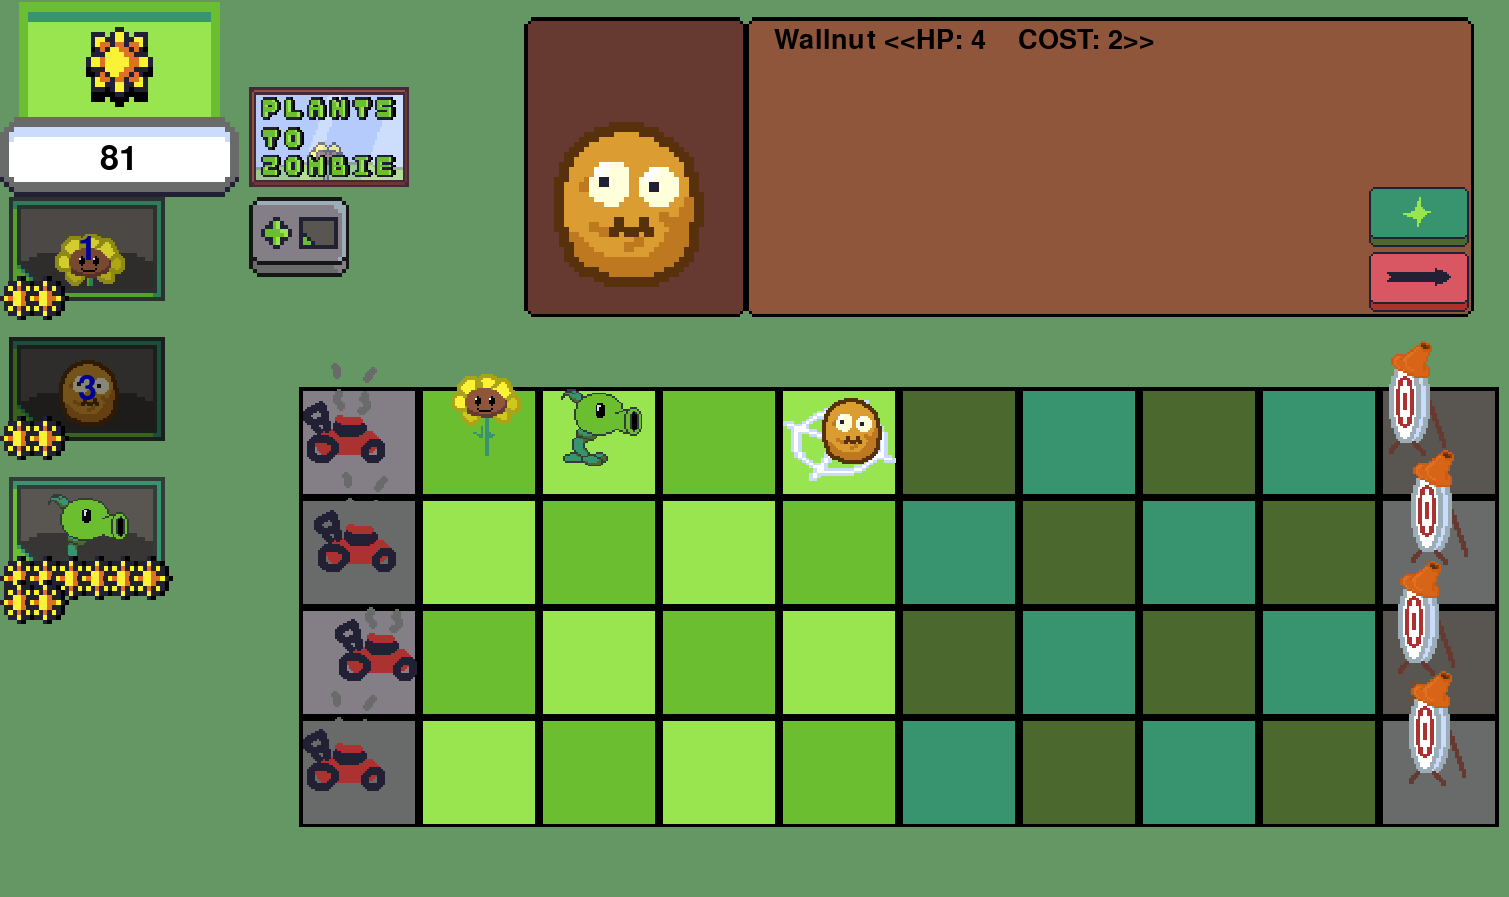 Wallnut <<HP: 4 COST: 2>>
PLANTS
TO
ZOMBIE
81
1
3